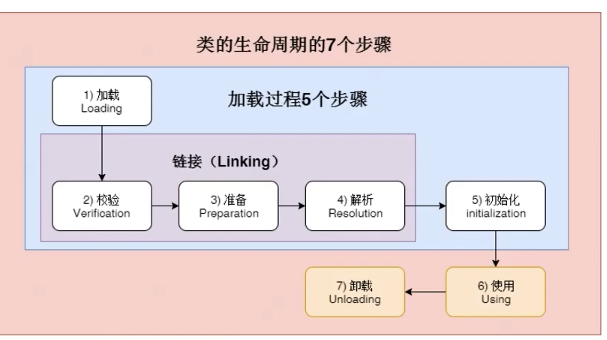 类的生命周期的7个步骤
加载过程5个步骤
1) 加载
Loading
链接（Linking）
2) 校验
Verification
3) 准备
Preparation
4) 解析
Resolution
5) 初始化
initialization
7) 卸载
Unloading
6) 使用
Using